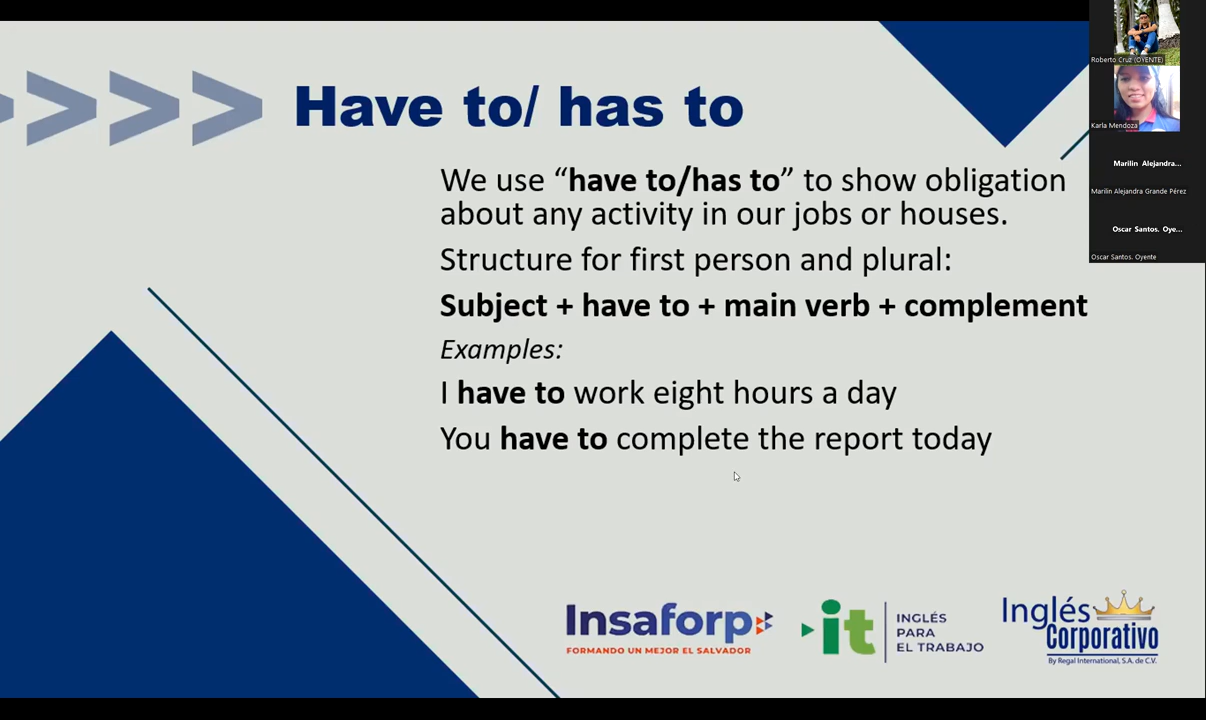 Have to/ has to
We use “have to/has to” to show obligation
about any activity in our jobs or houses.
Structure for first person and plural:
Subject + have to + main verb + complement
Examples:
I have to work eight hours a day
You have to complete the report today
Insaforp
FORMANDO UN MEJOR EL SALVADOR
it
INGLÉS
PARA
EL TRABAJO
Inglés
Corporativo
By Regal International, S.A. de C.V.
Roberto Cruz (OYENTE)
Karla Mendoza
Marilin Alejandra...
Marilin Alejandra Grande Pérez
Oscar Santos. Oye...
Oscar Santos. Oyente